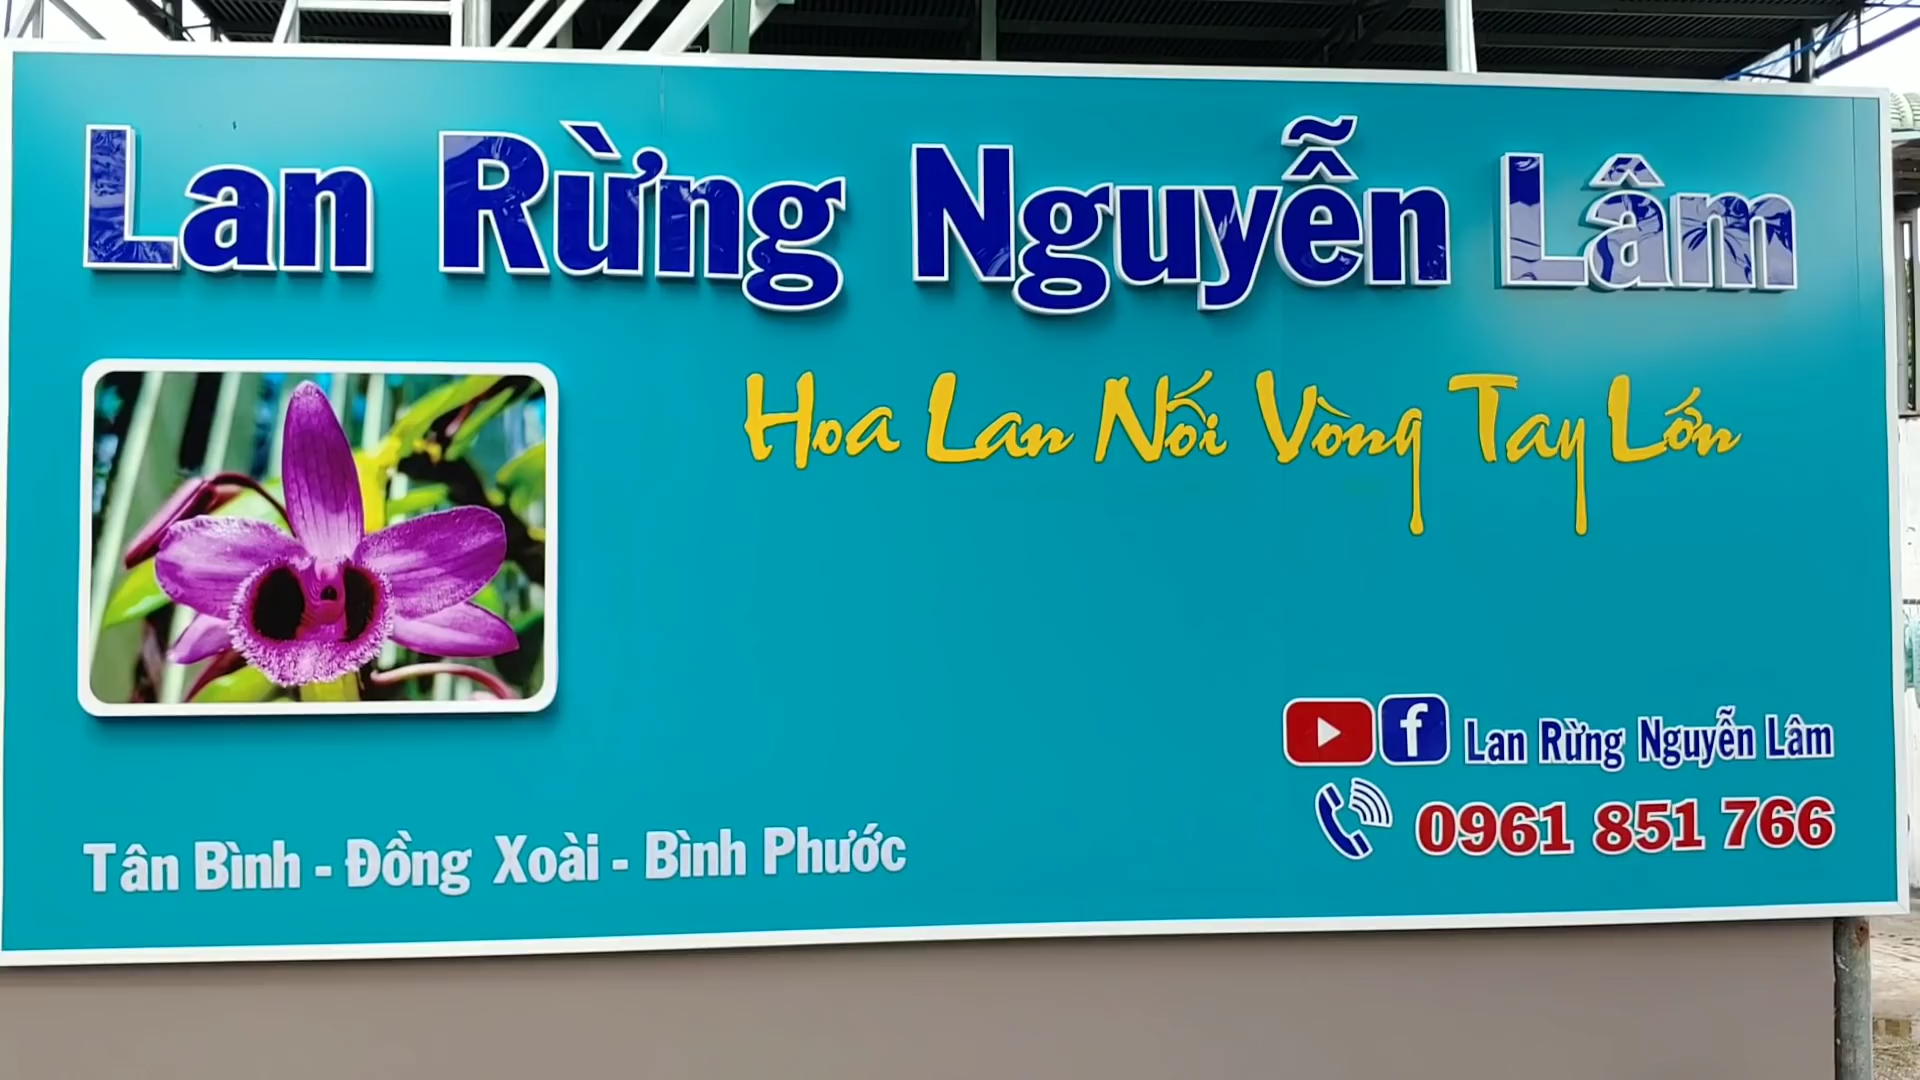 Lan Rừng Nguyễn Lâm
Hoa Lan Nối Vòng Tay Lớn
Lan Rừng Nguyễn Lâm
0961 851 766
Tân Bình - Đồng Xoài - Bình Phước